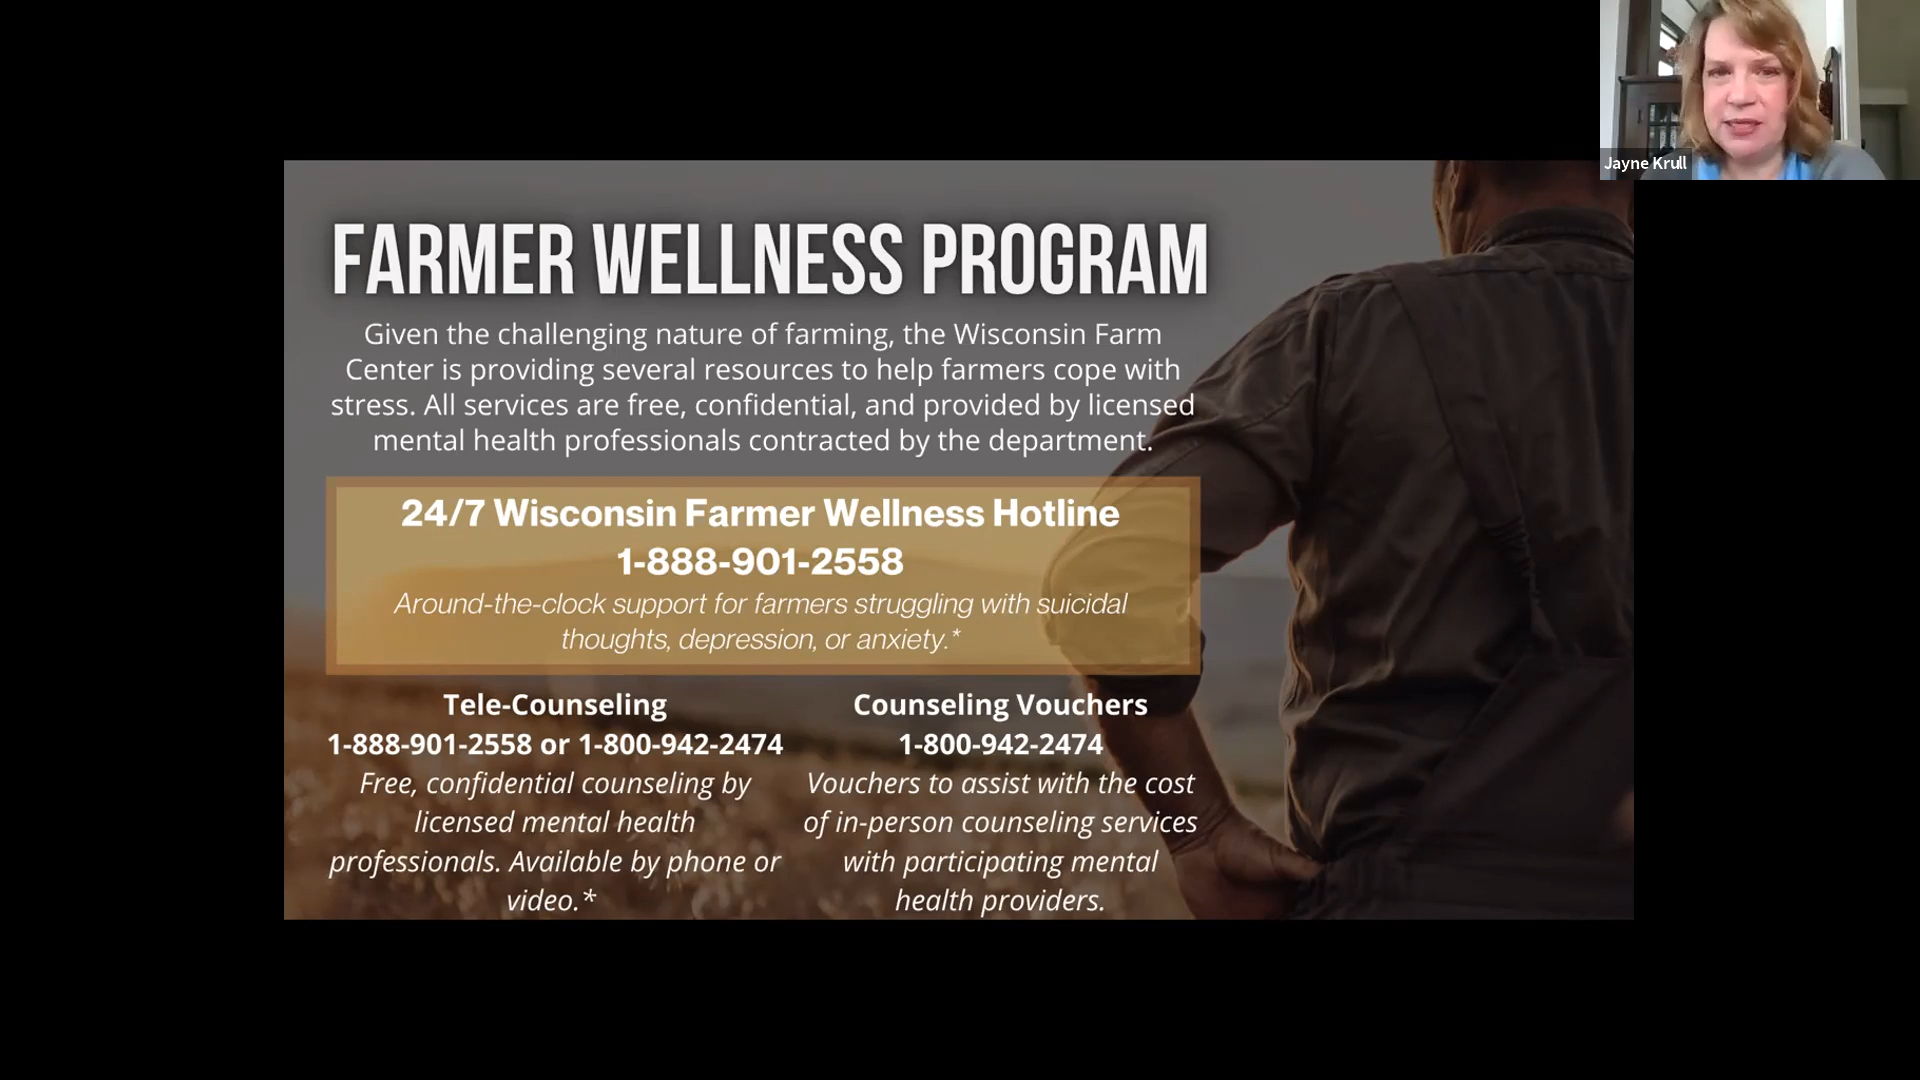 Jayne Krull
FARMER WELLNESS PROGRAM
Given the challenging nature of farming, the Wisconsin Farm
Center is providing several resources to help farmers cope with
stress. All services are free, confidential, and provided by licensed
mental health professionals contracted by the department.
24/7 Wisconsin Farmer Wellness Hotline
1-888-901-2558
Around-the-clock support for farmers struggling with suicidal
thoughts, depression, or anxiety.*
Tele-Counseling
1-888-901-2558 or 1-800-942-2474
Free, confidential counseling by
licensed mental health
professionals. Available by phone or
video.*
Counseling Vouchers
1-800-942-2474
Vouchers to assist with the cost
of in-person counseling services
with participating mental
health providers.